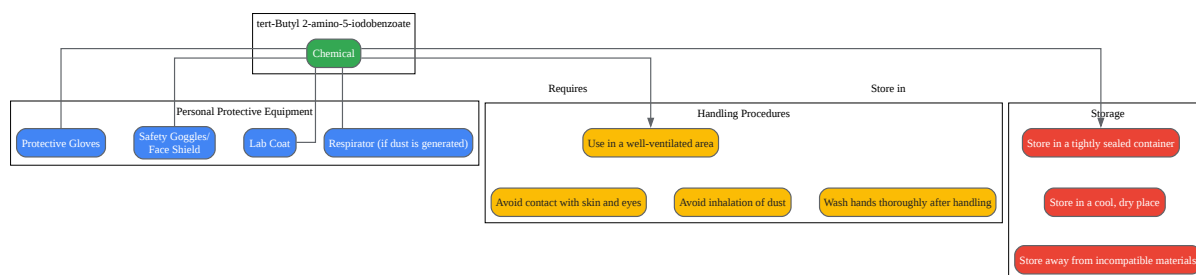 tert-Butyl 2-amino-5-iodobenzoate
Chemical
Requires
Store in
Personal Protective Equipment
Protective Gloves
Safety Goggles/
Face Shield
Lab Coat
Respirator (if dust is generated)
Handling Procedures
Use in a well-ventilated area
Avoid contact with skin and eyes
Avoid inhalation of dust
Wash hands thoroughly after handling
Storage
Store in a tightly sealed container
Store in a cool, dry place
Store away from incompatible materials